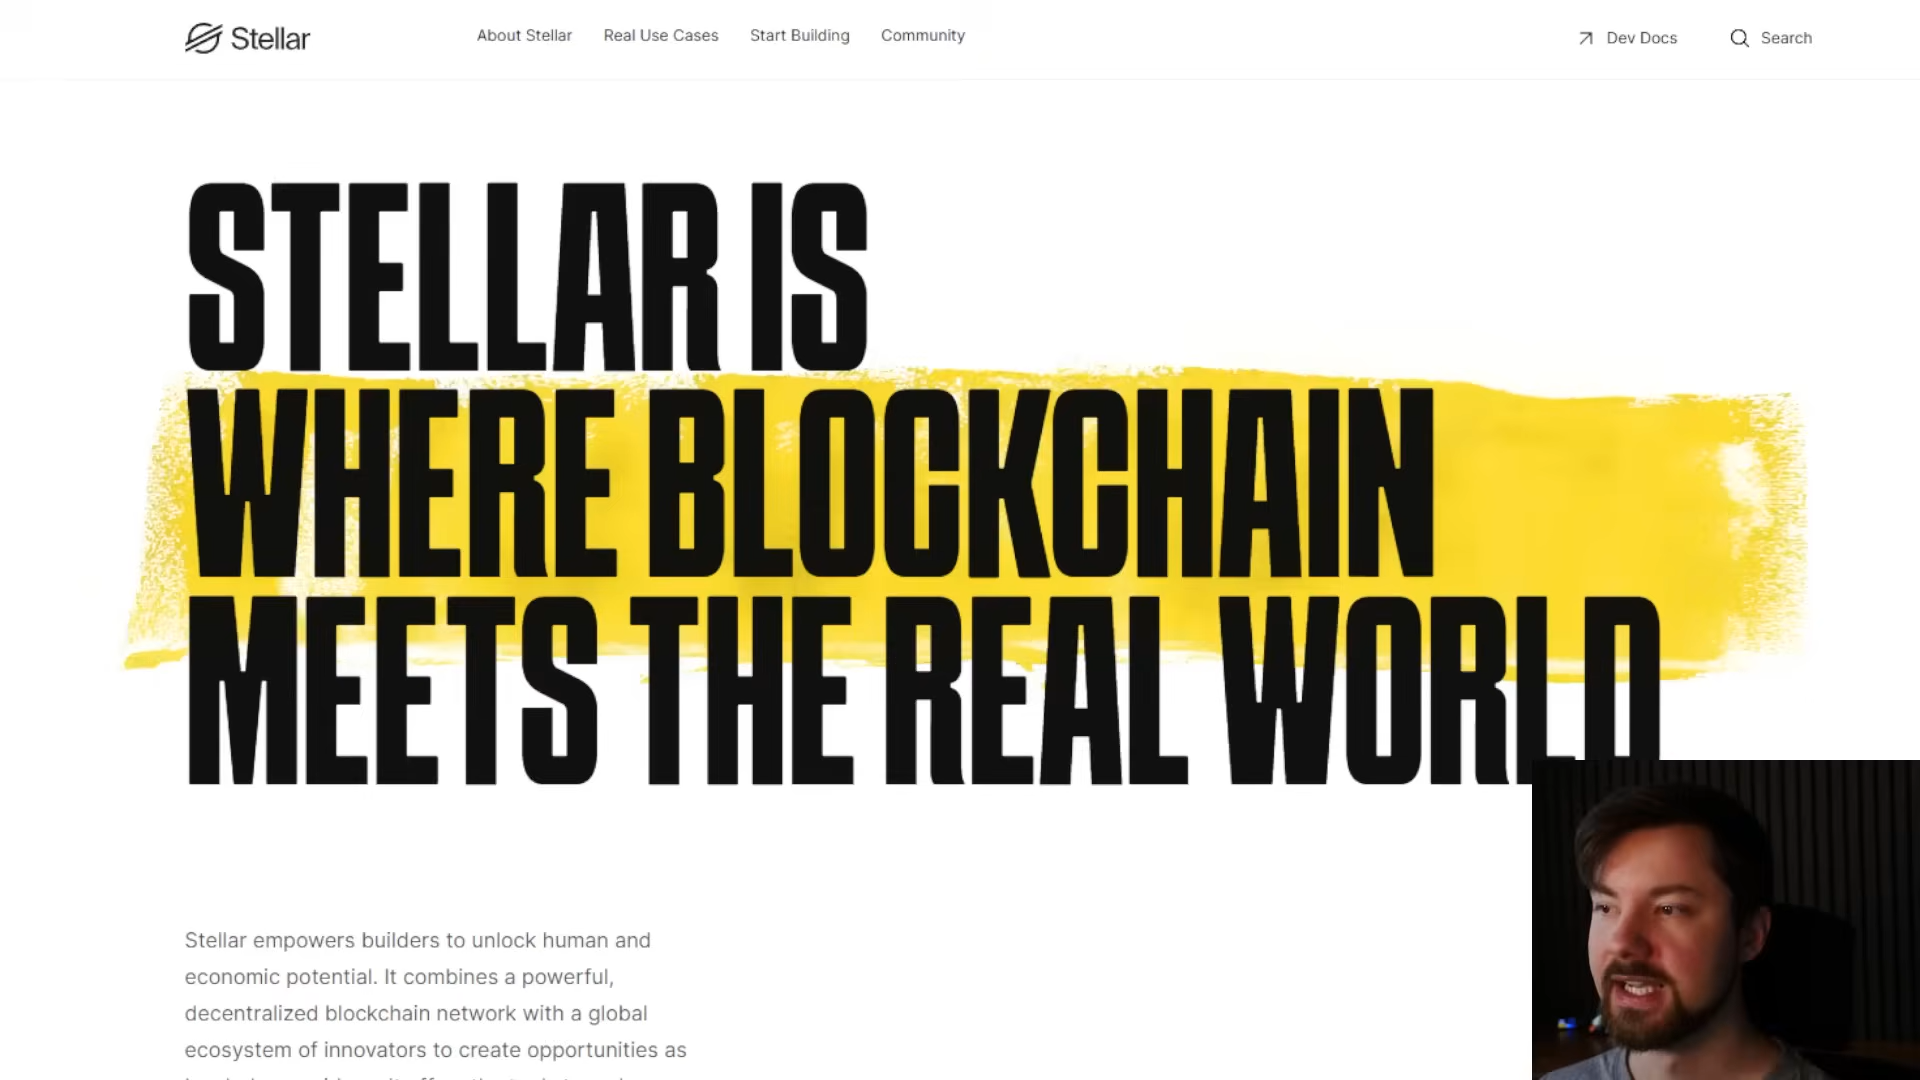 Stellar
About Stellar
Real Use Cases
Start Building
Community
Dev Docs
Search
STELLAR IS
WHERE BLOCKCHAIN
MEETS THE REAL WORLD
Stellar empowers builders to unlock human and
economic potential. It combines a powerful,
decentralized blockchain network with a global
ecosystem of innovators to create opportunities as